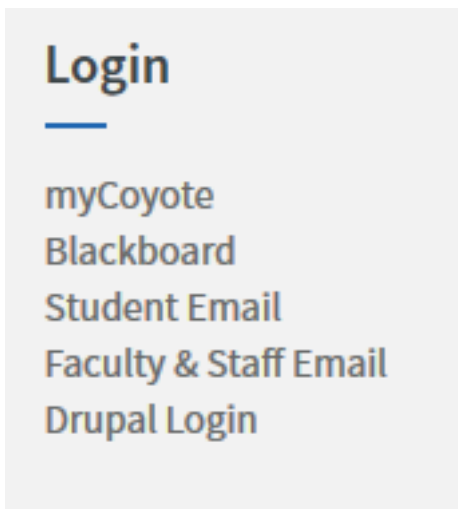 Login
myCoyote
Blackboard
Student Email
Faculty & Staff Email
Drupal Login